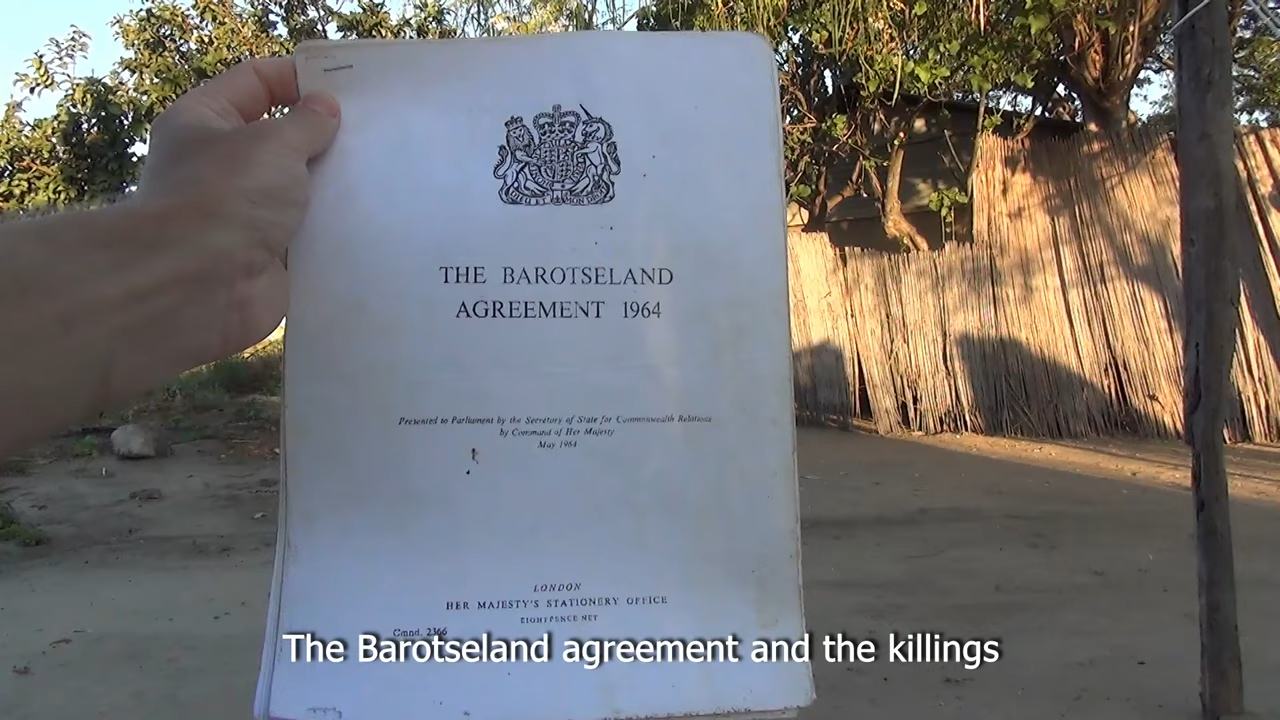 THE BAROTSELAND
AGREEMENT 1964
Presented to Parliament by the Secretary of State for Commonwealth Relations
by Command of Her Majesty
May 1964
LONDON
HER MAJESTY'S STATIONERY OFFICE
EIGHTPENCE NET
Cmnd. 2366
The Barotseland agreement and the killings